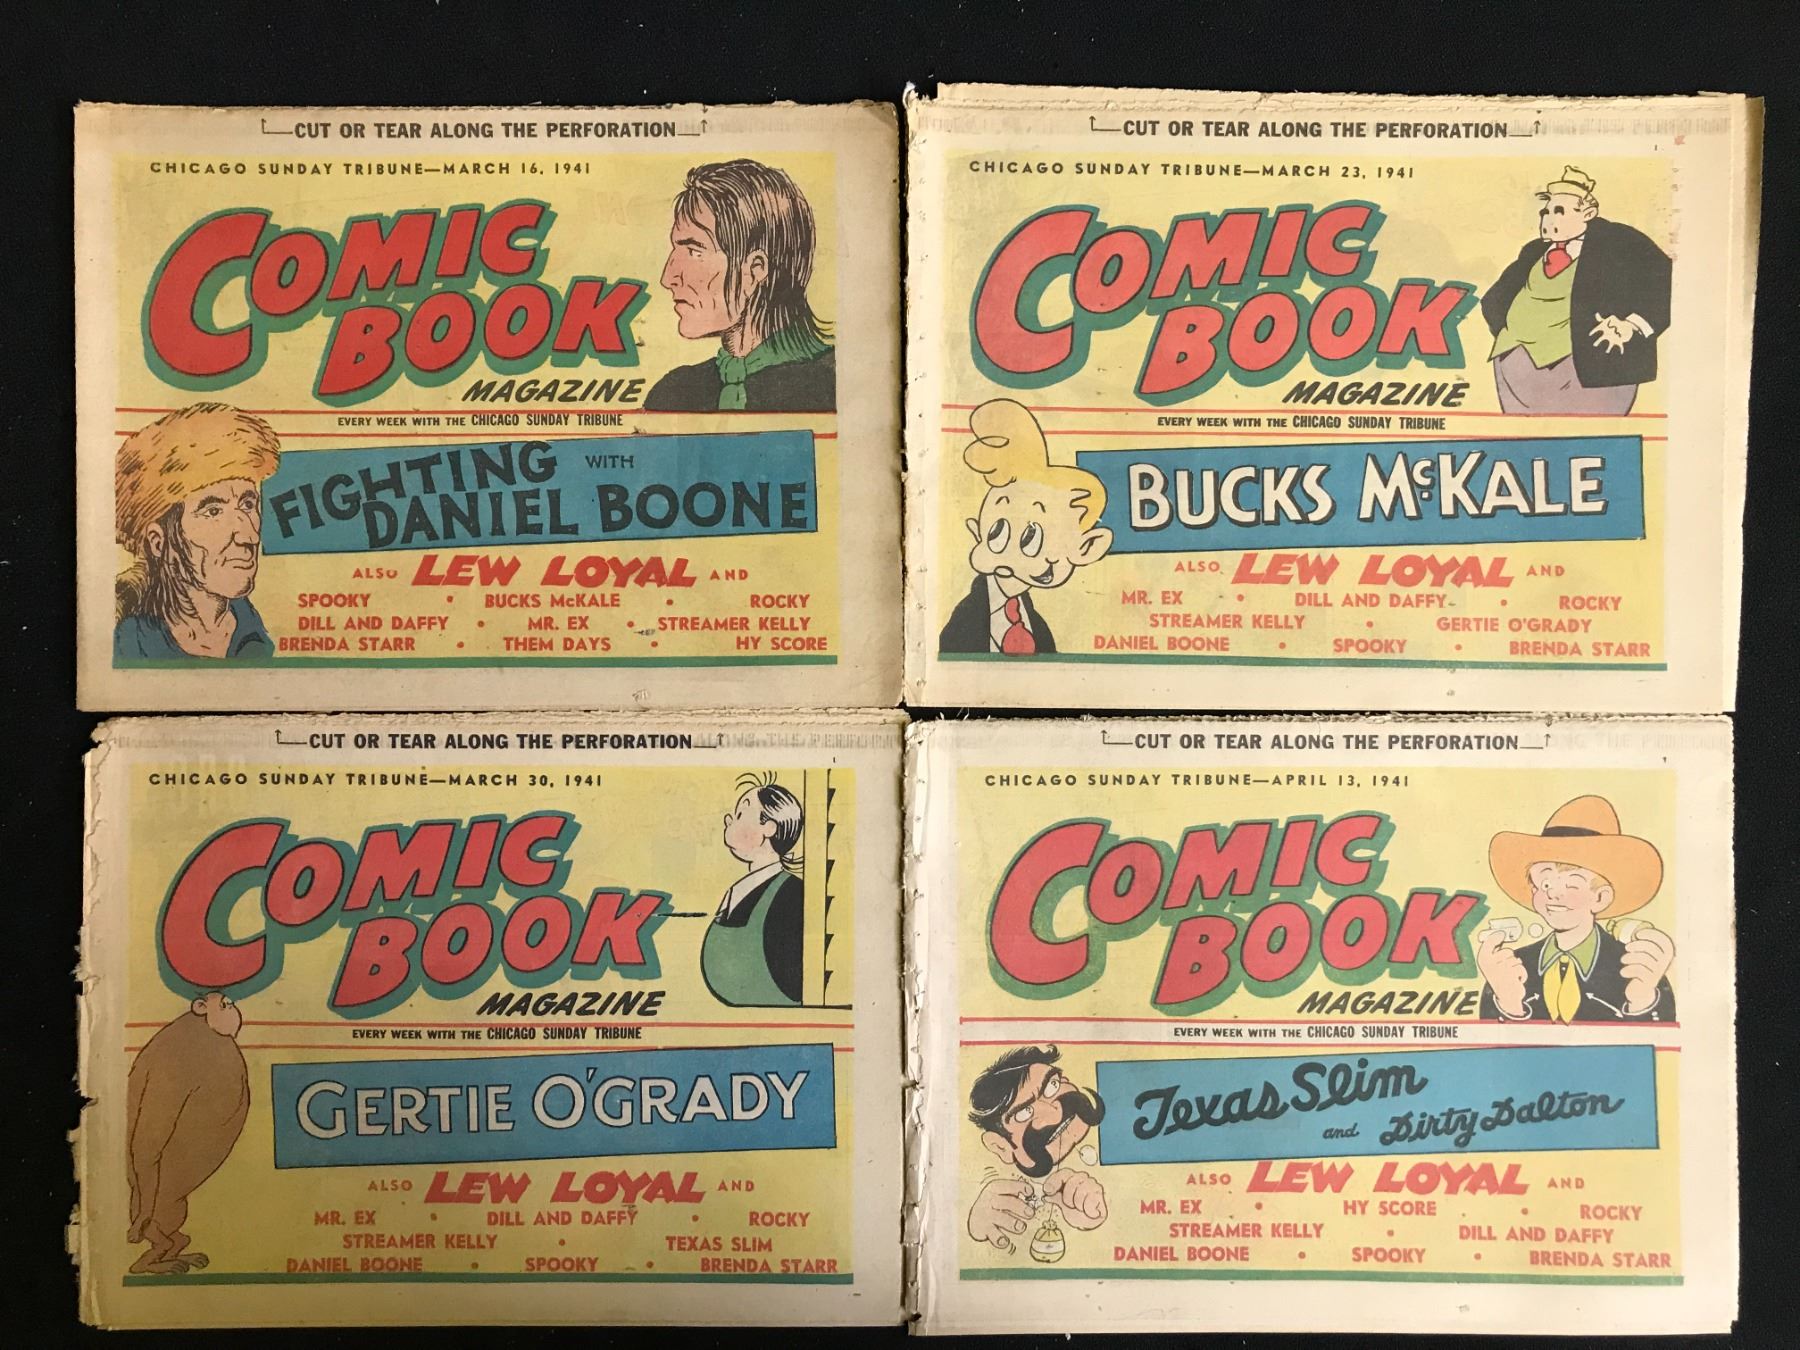 CUT OR TEAR ALONG THE PERFORATION
CHICAGO SUNDAY TRIBUNE—MARCH 16, 1941
COMIC
BOOK
MAGAZINE
EVERY WEEK WITH THE CHICAGO SUNDAY TRIBUNE
FIGHTING WITH
DANIEL BOONE
ALSO LEW LOYAL AND
SPOOKY • BUCKS McKALE • ROCKY
DILL AND DAFFY • MR. EX • STREAMER KELLY
BRENDA STARR • THEM DAYS • HY SCORE
CUT OR TEAR ALONG THE PERFORATION
CHICAGO SUNDAY TRIBUNE—MARCH 23, 1941
COMIC
BOOK
MAGAZINE
EVERY WEEK WITH THE CHICAGO SUNDAY TRIBUNE
BUCKS McKALE
ALSO LEW LOYAL AND
MR. EX • DILL AND DAFFY • ROCKY
STREAMER KELLY • GERTIE O'GRADY
DANIEL BOONE • SPOOKY • BRENDA STARR
CUT OR TEAR ALONG THE PERFORATION
CHICAGO SUNDAY TRIBUNE—MARCH 30, 1941
COMIC
BOOK
MAGAZINE
EVERY WEEK WITH THE CHICAGO SUNDAY TRIBUNE
GERTIE O'GRADY
ALSO LEW LOYAL AND
MR. EX • DILL AND DAFFY • ROCKY
STREAMER KELLY • TEXAS SLIM
DANIEL BOONE • SPOOKY • BRENDA STARR
CUT OR TEAR ALONG THE PERFORATION
CHICAGO SUNDAY TRIBUNE—APRIL 13, 1941
COMIC
BOOK
MAGAZINE
EVERY WEEK WITH THE CHICAGO SUNDAY TRIBUNE
Texas Slim
and Dirty Dalton
ALSO LEW LOYAL AND
MR. EX • HY SCORE • ROCKY
STREAMER KELLY • DILL AND DAFFY
DANIEL BOONE • SPOOKY • BRENDA STARR